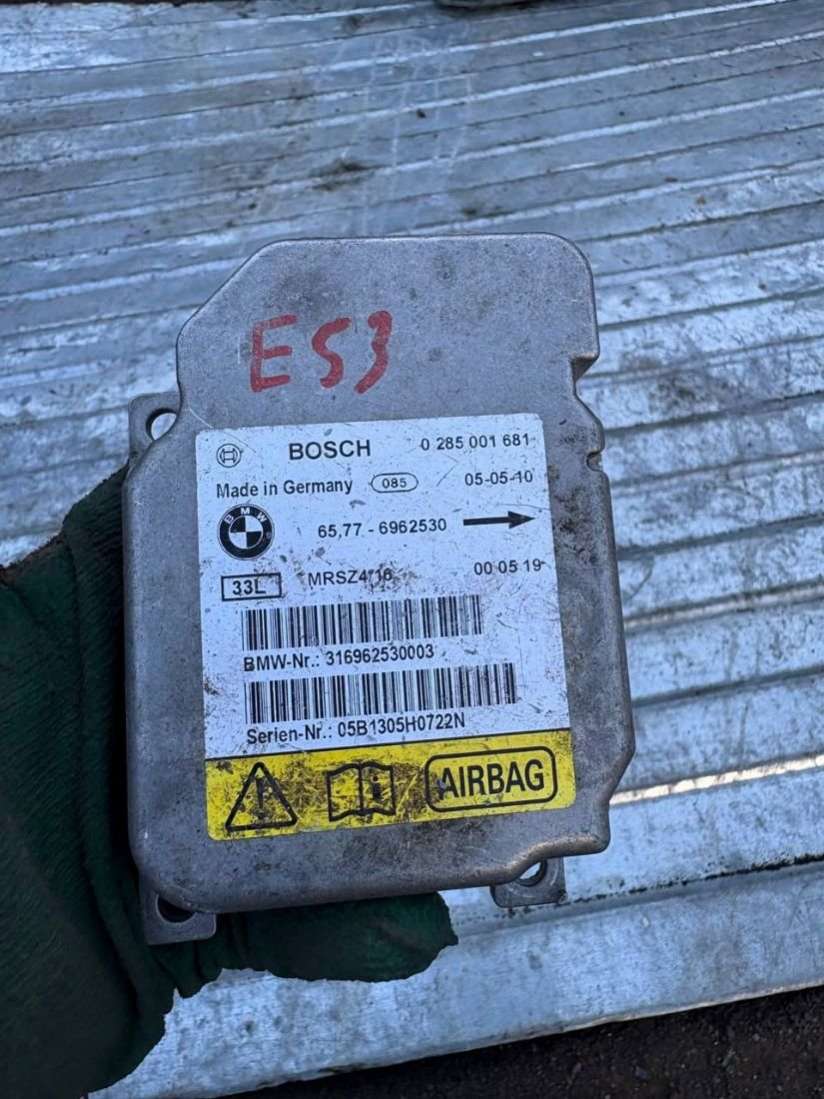 E53
BOSCH 0 285 001 681
Made in Germany 085 05-05-10
BMW
65,77 - 6962530
33L MRSZ4 16 00 05 19
BMW-Nr.: 316962530003
Serien-Nr.: 05B1305H0722N
AIRBAG